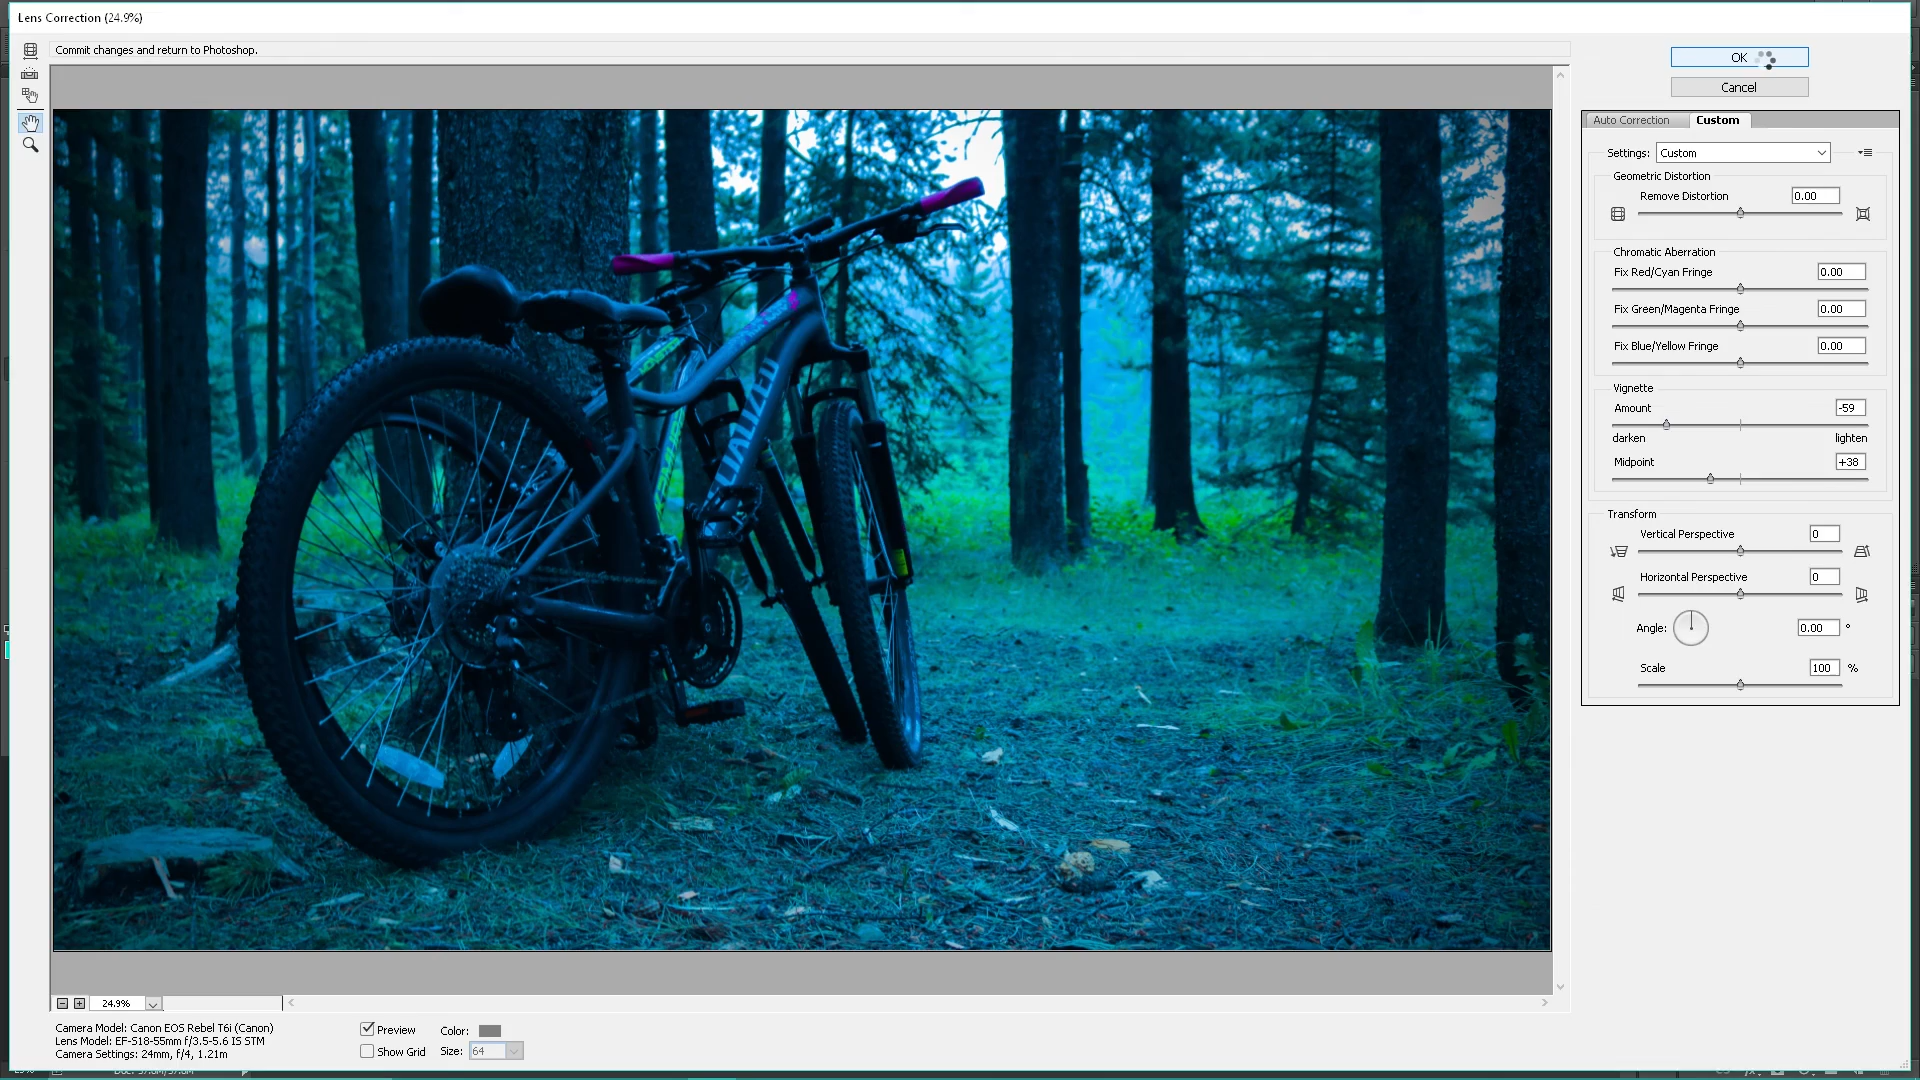 Lens Correction (24.9%)
Commit changes and return to Photoshop.
OK
Cancel
Auto Correction
Custom
Settings:
Custom
Geometric Distortion
Remove Distortion
0.00
Chromatic Aberration
Fix Red/Cyan Fringe
0.00
Fix Green/Magenta Fringe
0.00
Fix Blue/Yellow Fringe
0.00
Vignette
Amount
-59
darken
lighten
Midpoint
+38
Transform
Vertical Perspective
0
Horizontal Perspective
0
Angle:
0.00
°
Scale
100
%
24.9%
Camera Model: Canon EOS Rebel T6i (Canon)
Lens Model: EF-S18-55mm f/3.5-5.6 IS STM
Camera Settings: 24mm, f/4, 1.21m
Preview
Color:
Show Grid
Size:
64